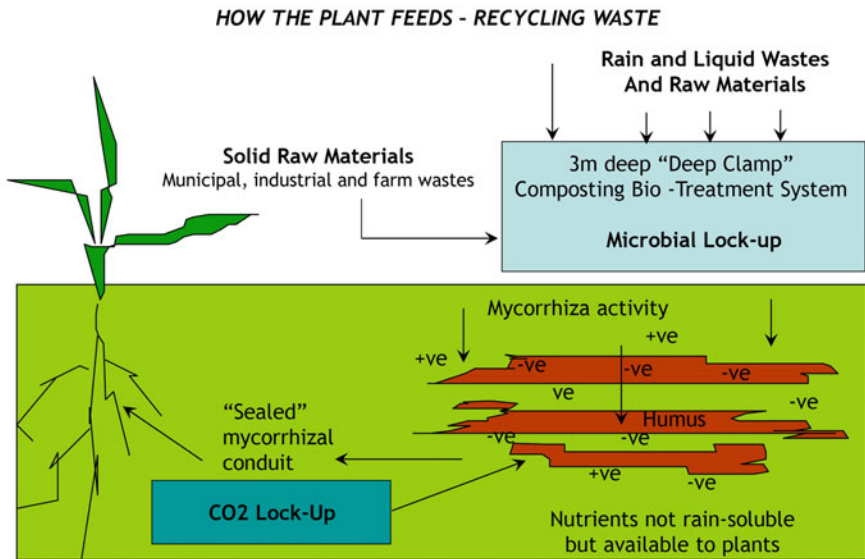 HOW THE PLANT FEEDS - RECYCLING WASTE
Rain and Liquid Wastes
And Raw Materials
Solid Raw Materials
Municipal, industrial and farm wastes
3m deep “Deep Clamp”
Composting Bio -Treatment System
Microbial Lock-up
Mycorrhiza activity
+ve
+ve
-ve
-ve
-ve
ve
-ve
Humus
-ve
-ve
+ve
-ve
“Sealed”
mycorrhizal
conduit
CO2 Lock-Up
Nutrients not rain-soluble
but available to plants